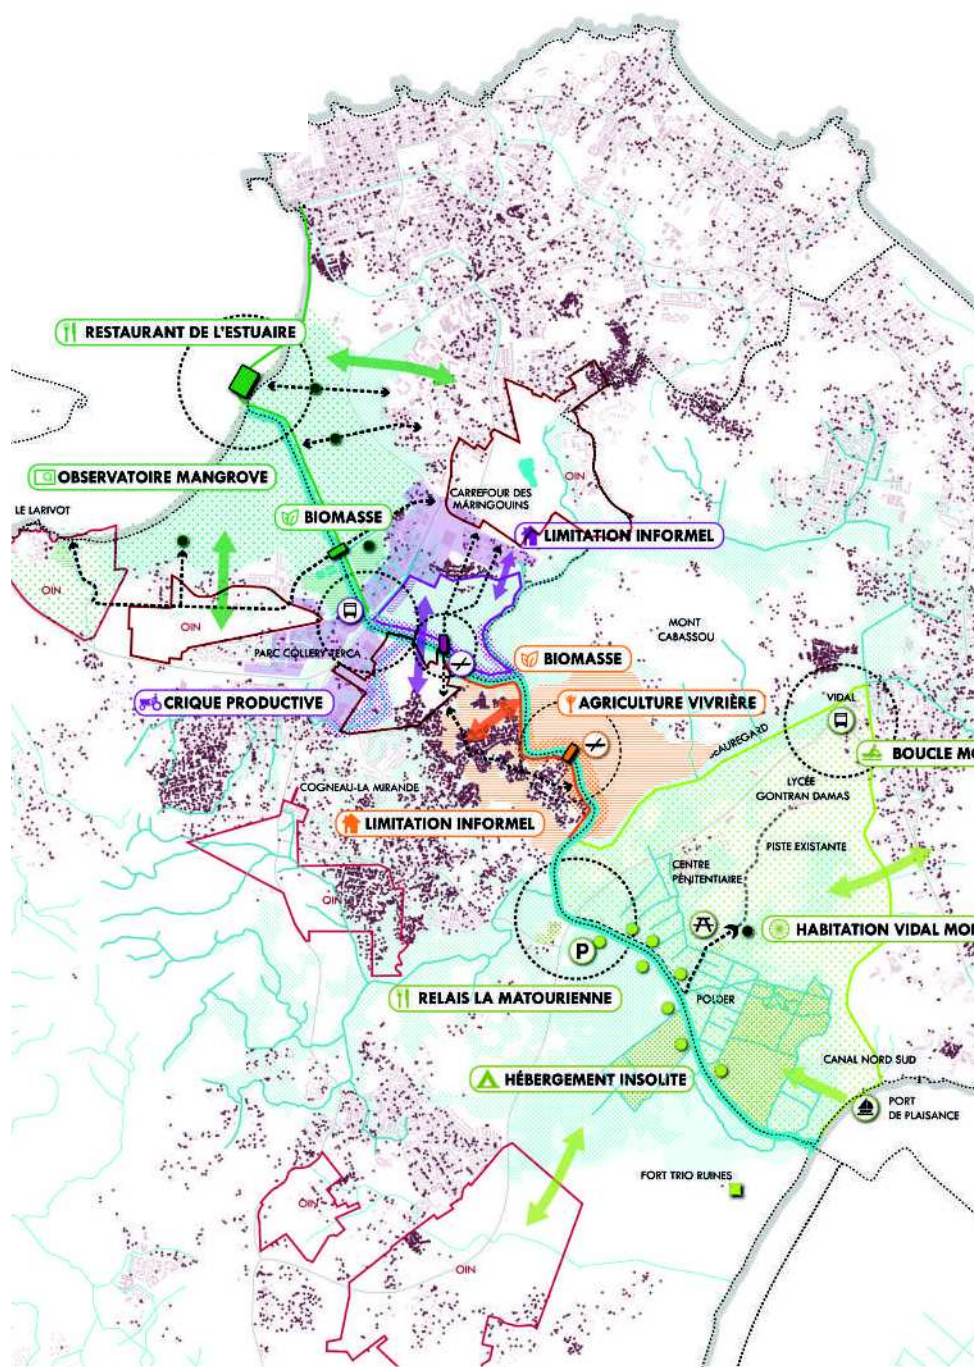 RESTAURANT DE L'ESTUAIRE
OBSERVATOIRE MANGROVE
LE LARIVOT
CARREFOUR DES
MARINGOUINS
OIN
BIOMASSE
LIMITATION INFORMEL
OIN
OIN
MONT
CABASSOU
PARC COLLERY TERCA
BIOMASSE
CRIQUE PRODUCTIVE
AGRICULTURE VIVRIÈRE
VIDAL
BEAUREGARD
BOUCLE MO
COGNEAU-LA MIRANDE
LYCÉE
GONTRAN DAMAS
LIMITATION INFORMEL
PISTE EXISTANTE
CENTRE
PÉNITENTIAIRE
OIN
HABITATION VIDAL MO
P
RELAIS LA MATOURIENNE
POLDER
CANAL NORD SUD
HÉBERGEMENT INSOLITE
PORT
DE PLAISANCE
FORT TRIO RUINES
OIN
OIN